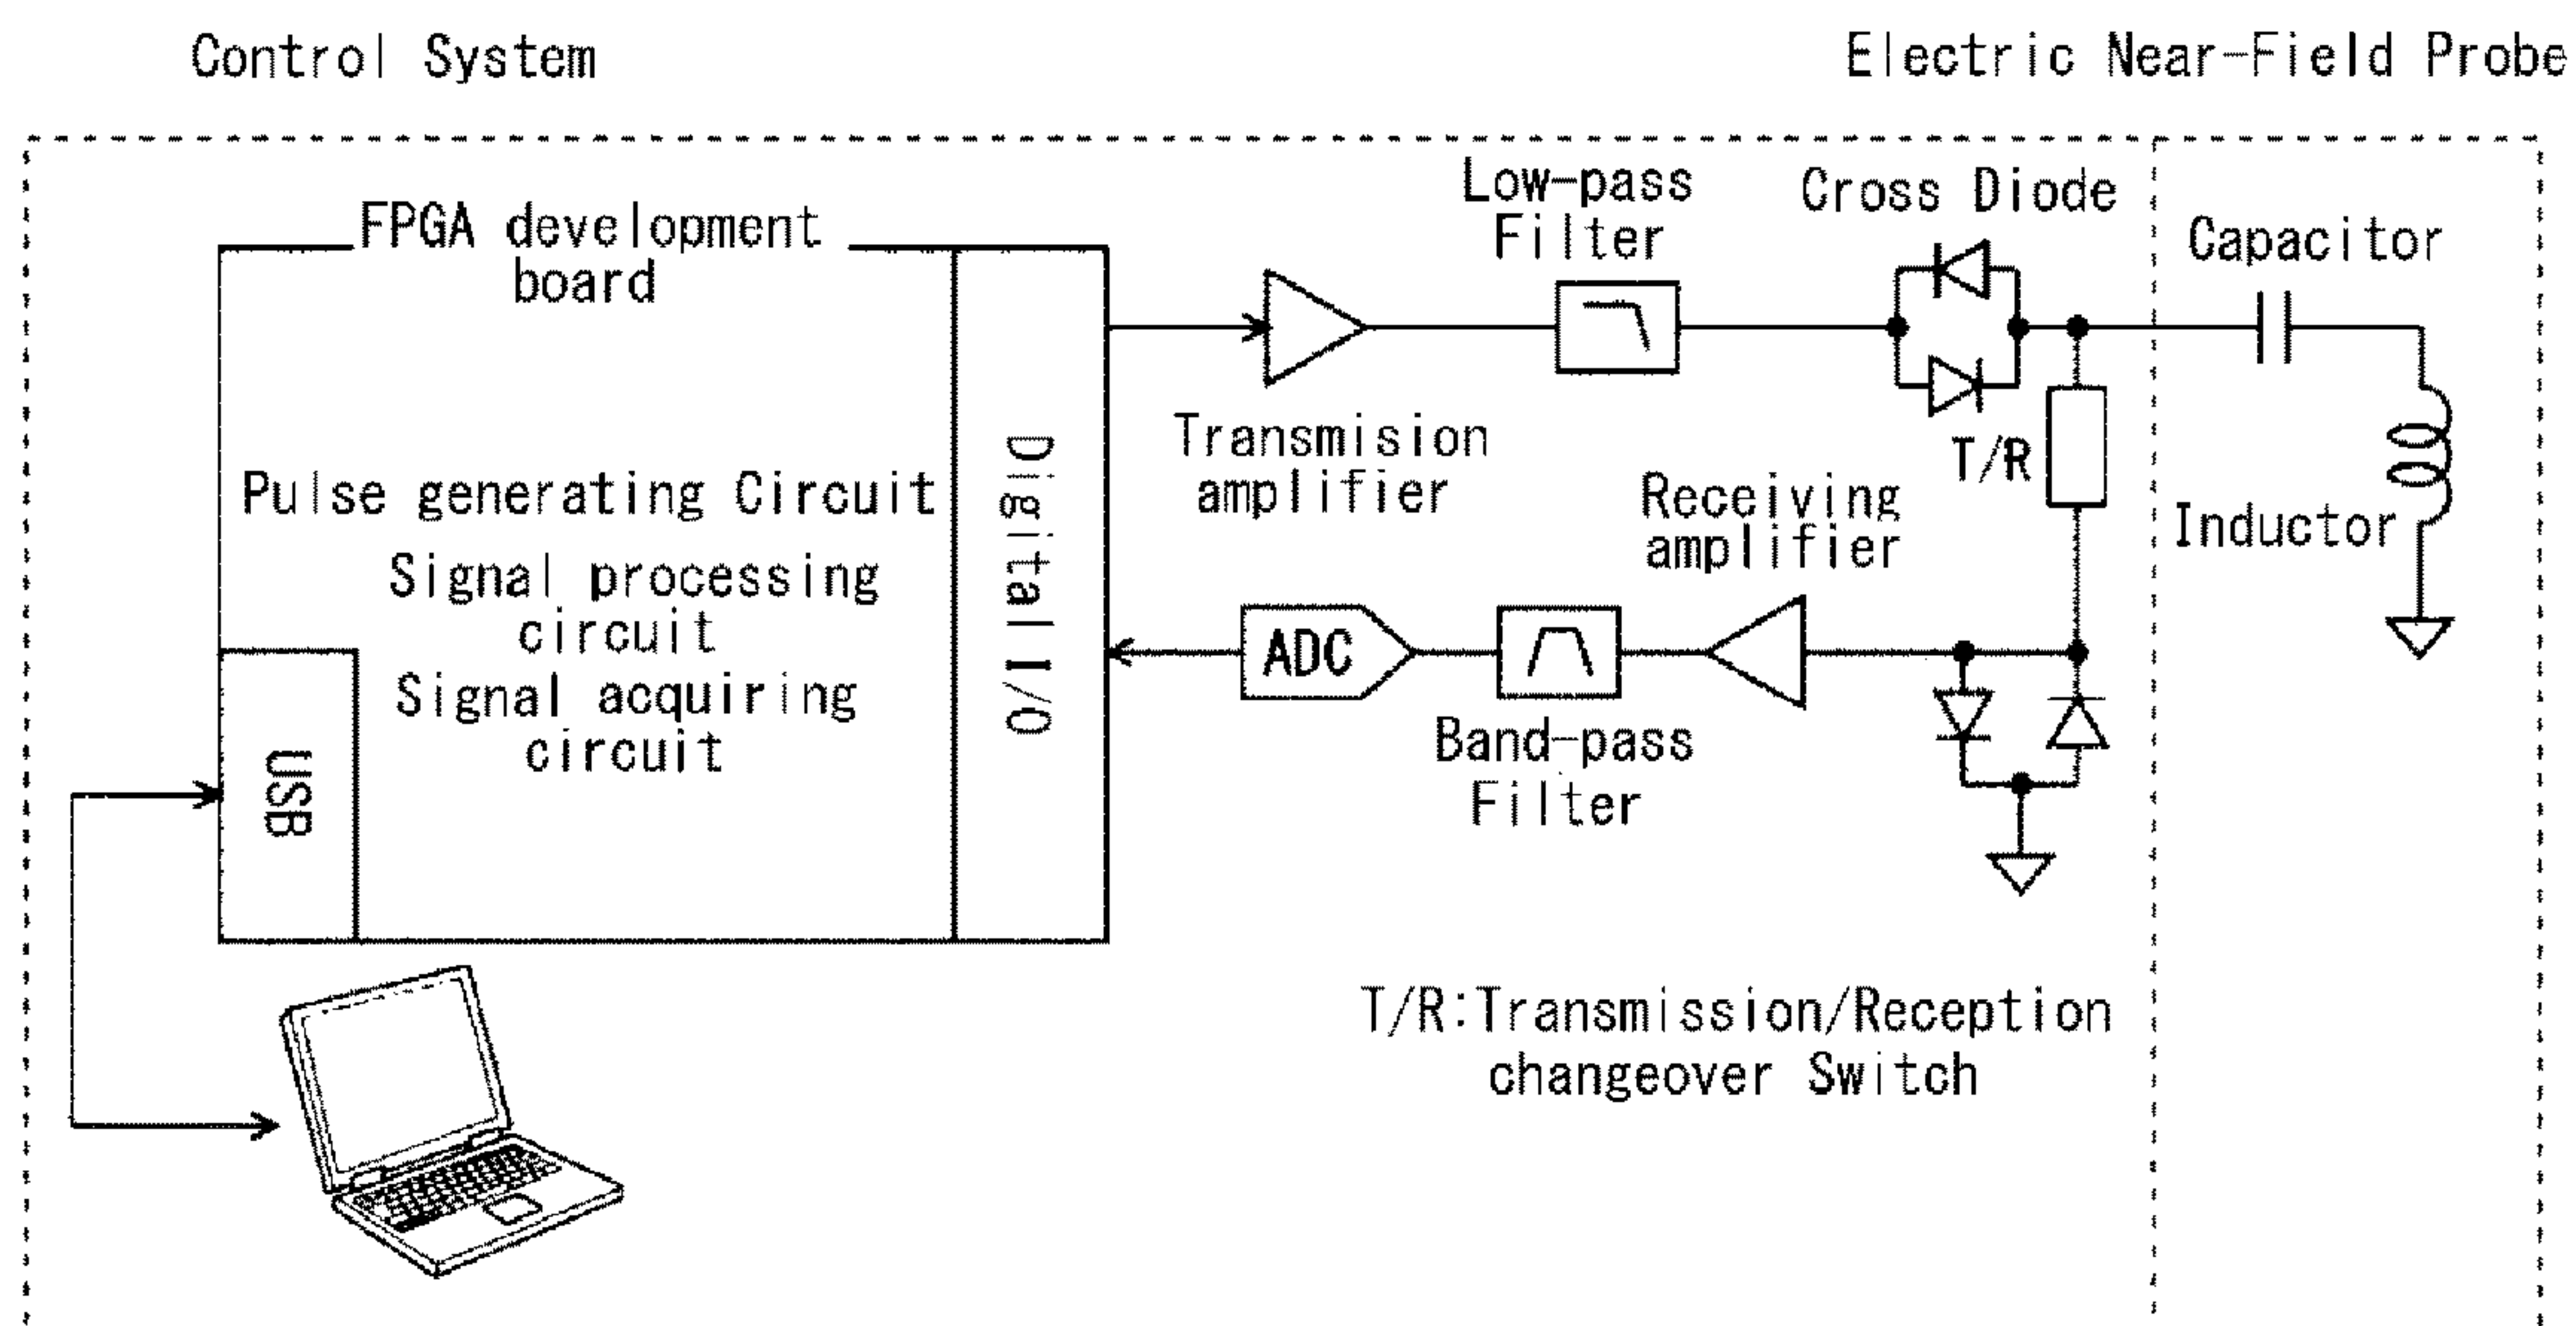 Control System
Electric Near-Field Probe
FPGA development
board
Low-pass
Filter
Cross Diode
Capacitor
Transmision
amplifier
T/R
Inductor
Pulse generating Circuit
Signal processing
circuit
Signal acquiring
circuit
Digital I/O
Receiving
amplifier
ADC
Band-pass
Filter
USB
T/R:Transmission/Reception
changeover Switch